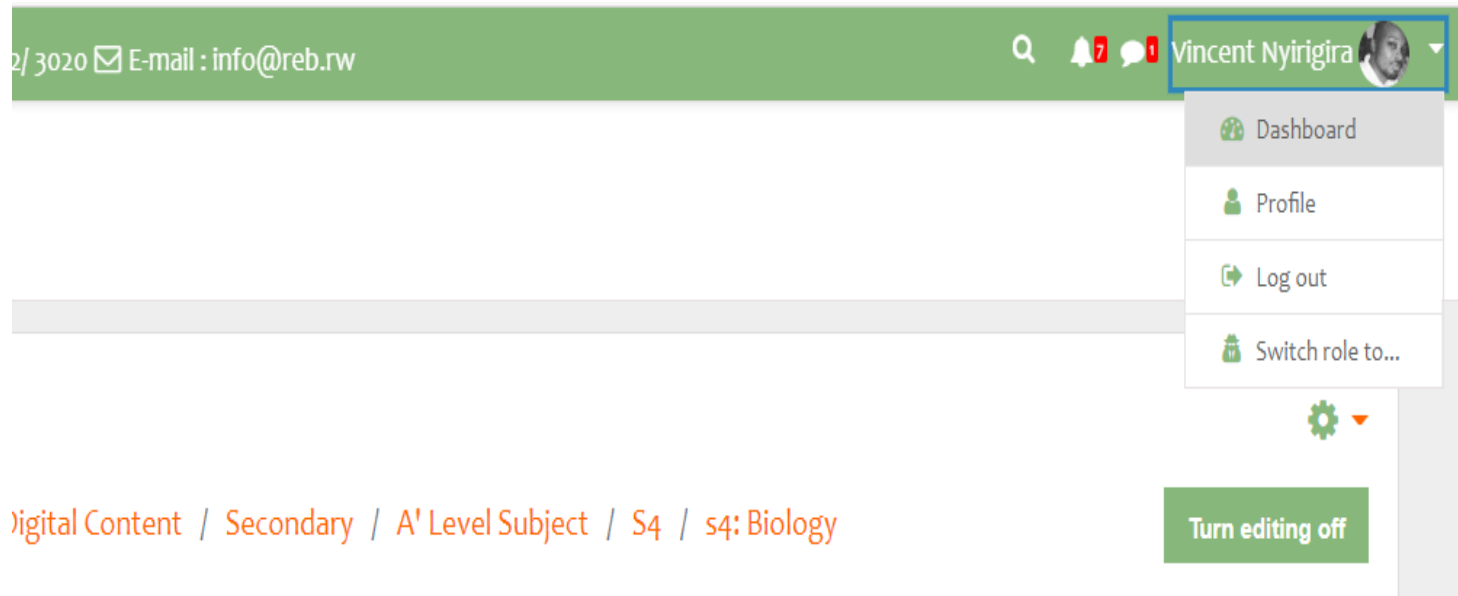 2/ 3020 E-mail : info@reb.rw 7 1 Vincent Nyirigira
Dashboard
Profile
Log out
Switch role to...
Digital Content / Secondary / A' Level Subject / S4 / s4: Biology
Turn editing off